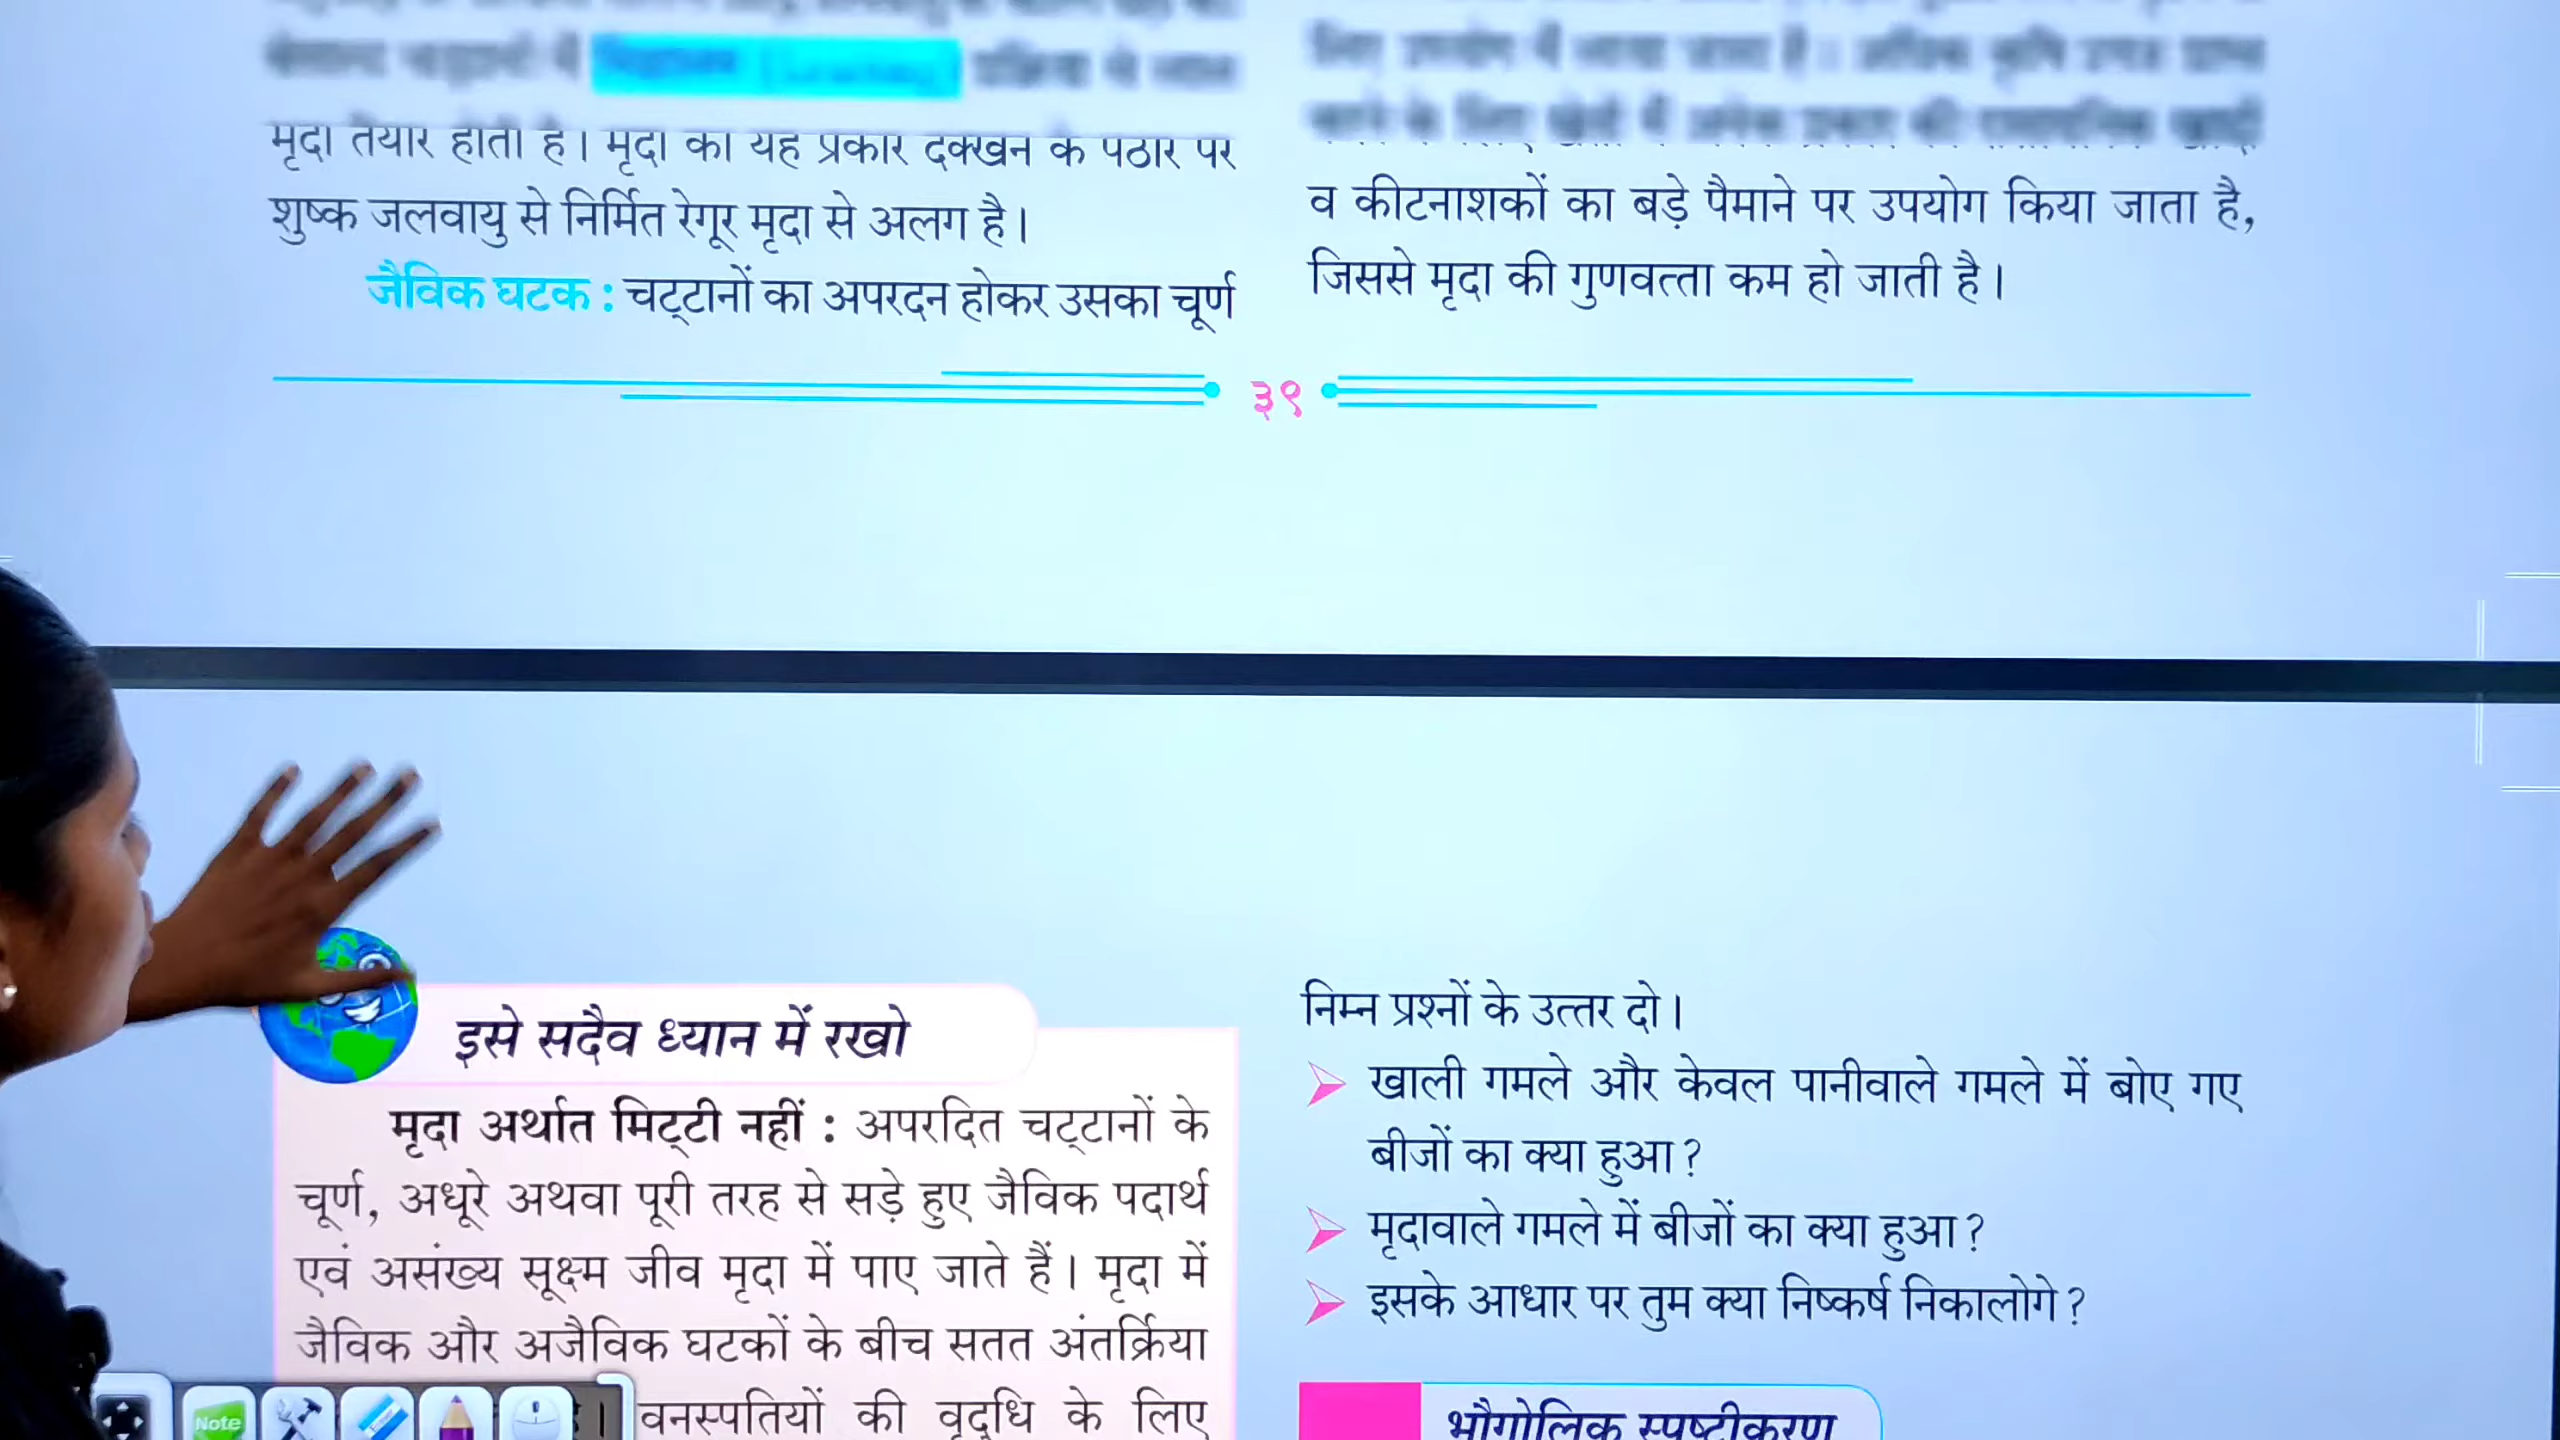 मृदा तैयार होती है। मृदा का यह प्रकार दक्खन के पठार पर
शुष्क जलवायु से निर्मित रेगूर मृदा से अलग है।
जैविक घटक : चट्टानों का अपरदन होकर उसका चूर्ण
व कीटनाशकों का बड़े पैमाने पर उपयोग किया जाता है,
जिससे मृदा की गुणवत्ता कम हो जाती है।
३९
इसे सदैव ध्यान में रखो
मृदा अर्थात मिट्टी नहीं : अपरदित चट्टानों के
चूर्ण, अधूरे अथवा पूरी तरह से सड़े हुए जैविक पदार्थ
एवं असंख्य सूक्ष्म जीव मृदा में पाए जाते हैं। मृदा में
जैविक और अजैविक घटकों के बीच सतत अंतर्क्रिया
। वनस्पतियों की वृद्धि के लिए
निम्न प्रश्नों के उत्तर दो।
खाली गमले और केवल पानीवाले गमले में बोए गए
बीजों का क्या हुआ?
मृदावाले गमले में बीजों का क्या हुआ?
इसके आधार पर तुम क्या निष्कर्ष निकालोगे?
भौगोलिक स्पष्टीकरण
Note